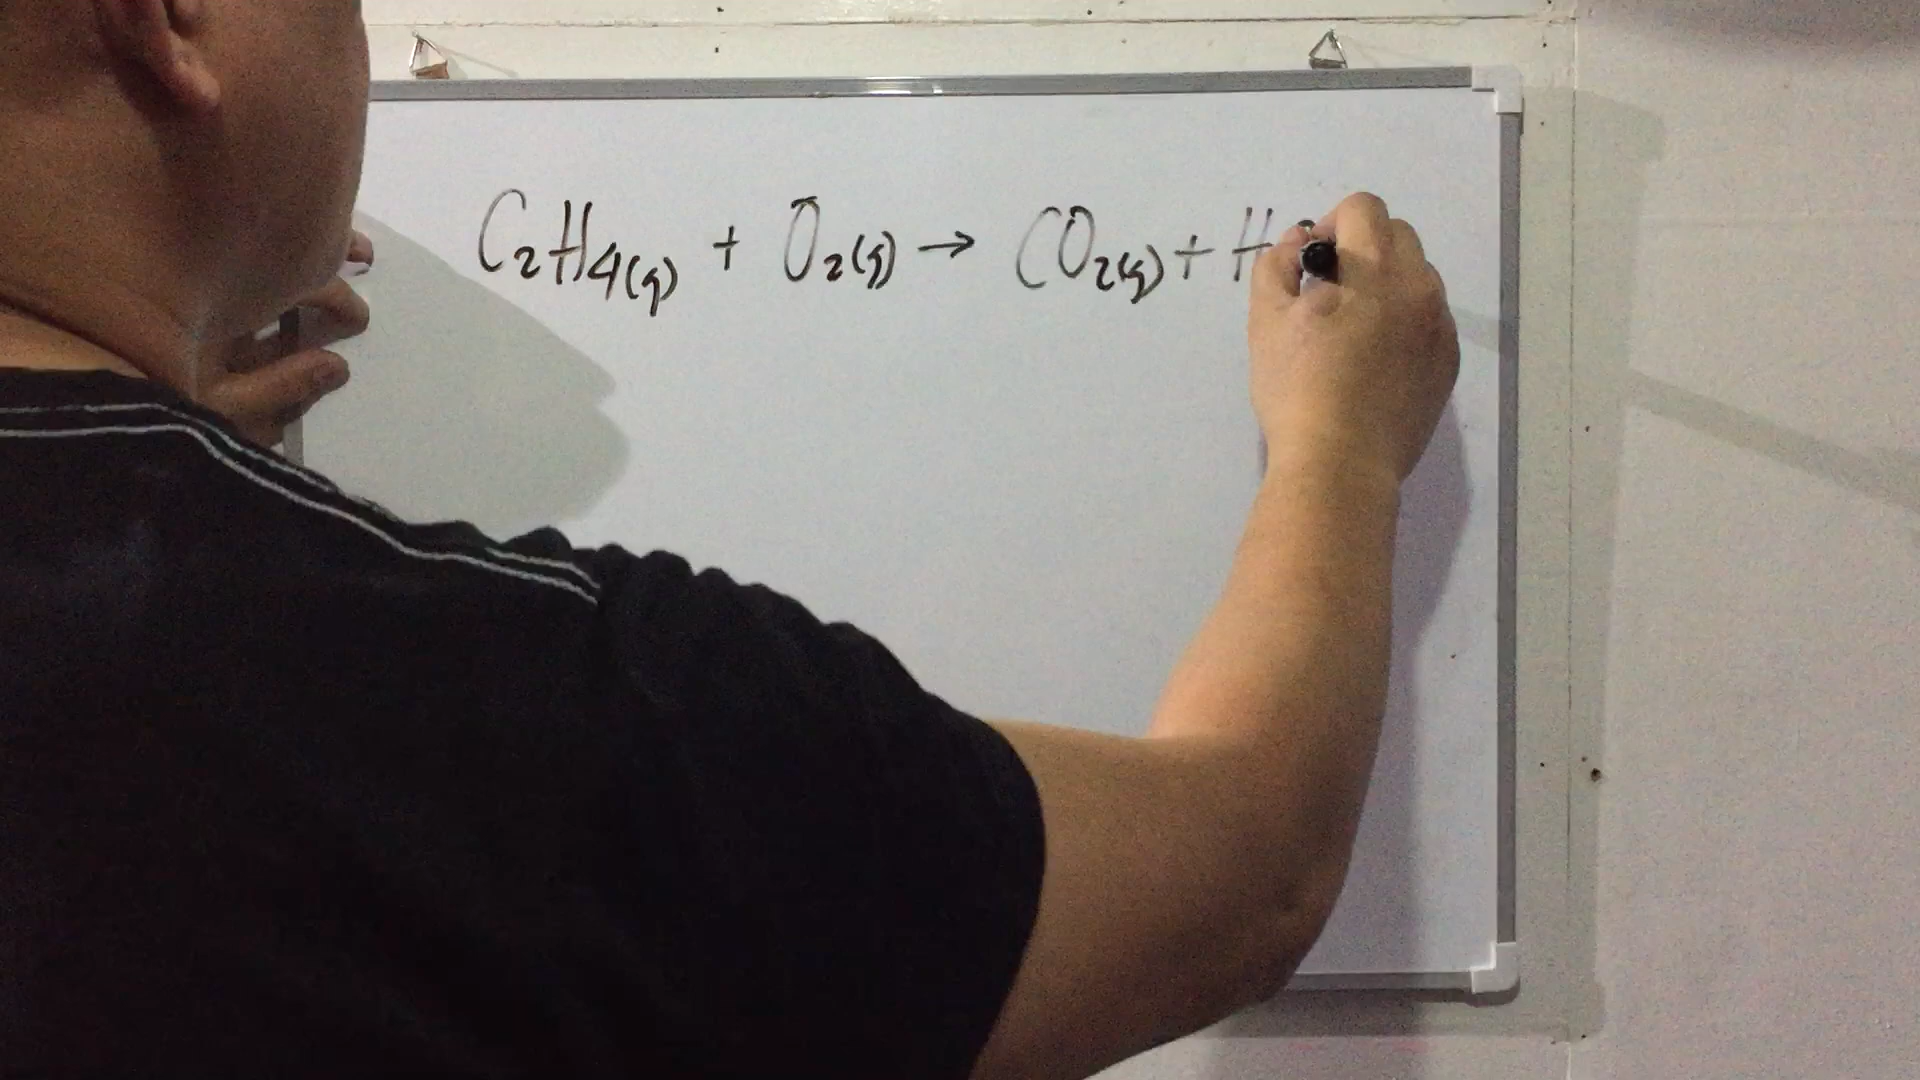 C₂H₄(g) + O₂(g) → CO₂(g) + H